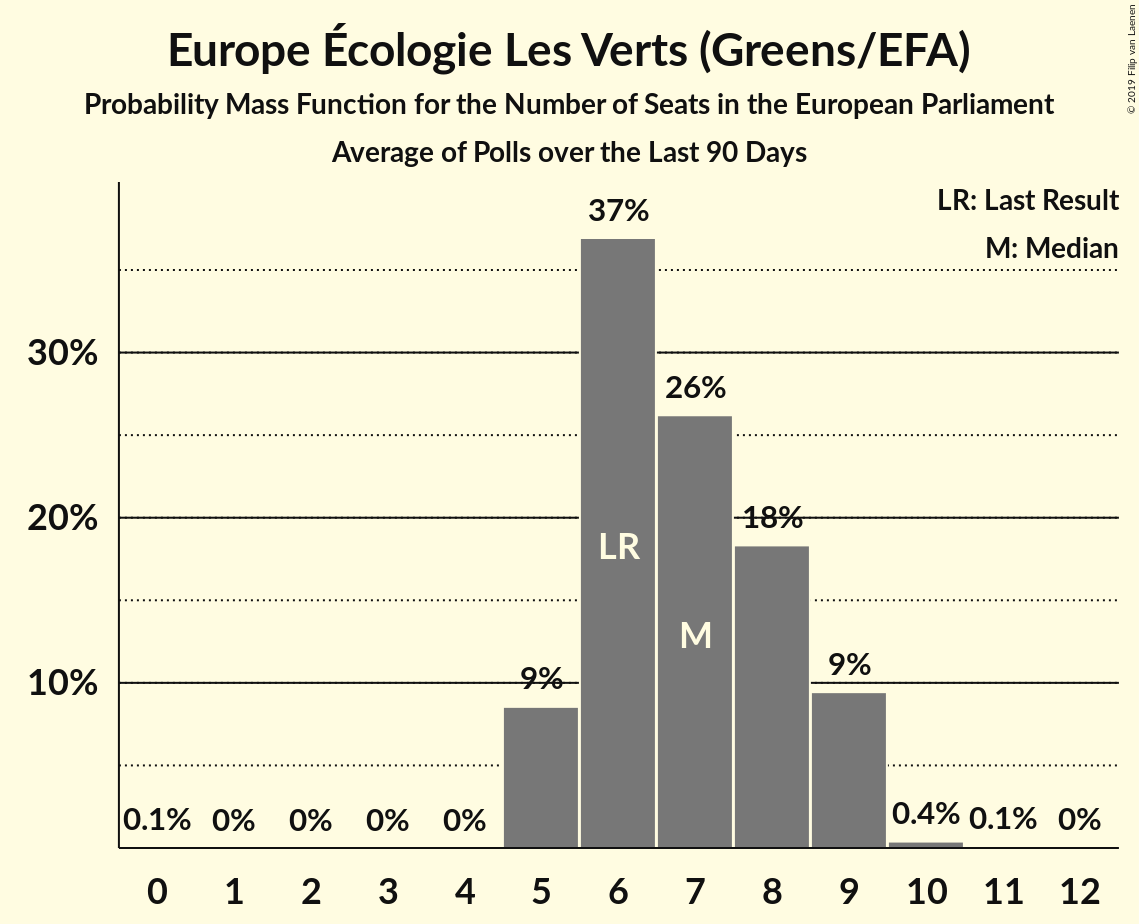 Europe Écologie Les Verts (Greens/EFA)
Probability Mass Function for the Number of Seats in the European Parliament
Average of Polls over the Last 90 Days
© 2019 Filip van Laenen
LR: Last Result
M: Median
37%
30%
26%
20%
18%
LR
M
10%
9%
9%
0.1%
0%
0%
0%
0%
0.4%
0.1%
0%
0 1 2 3 4 5 6 7 8 9 10 11 12